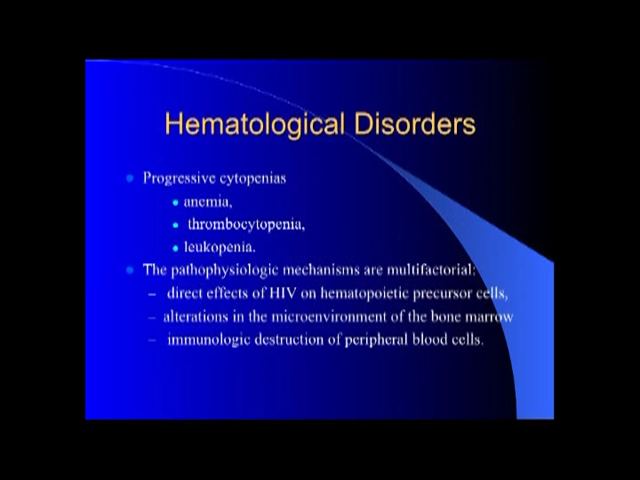 Hematological Disorders
Progressive cytopenias
anemia,
thrombocytopenia,
leukopenia.
The pathophysiologic mechanisms are multifactorial:
– direct effects of HIV on hematopoietic precursor cells,
– alterations in the microenvironment of the bone marrow
– immunologic destruction of peripheral blood cells.